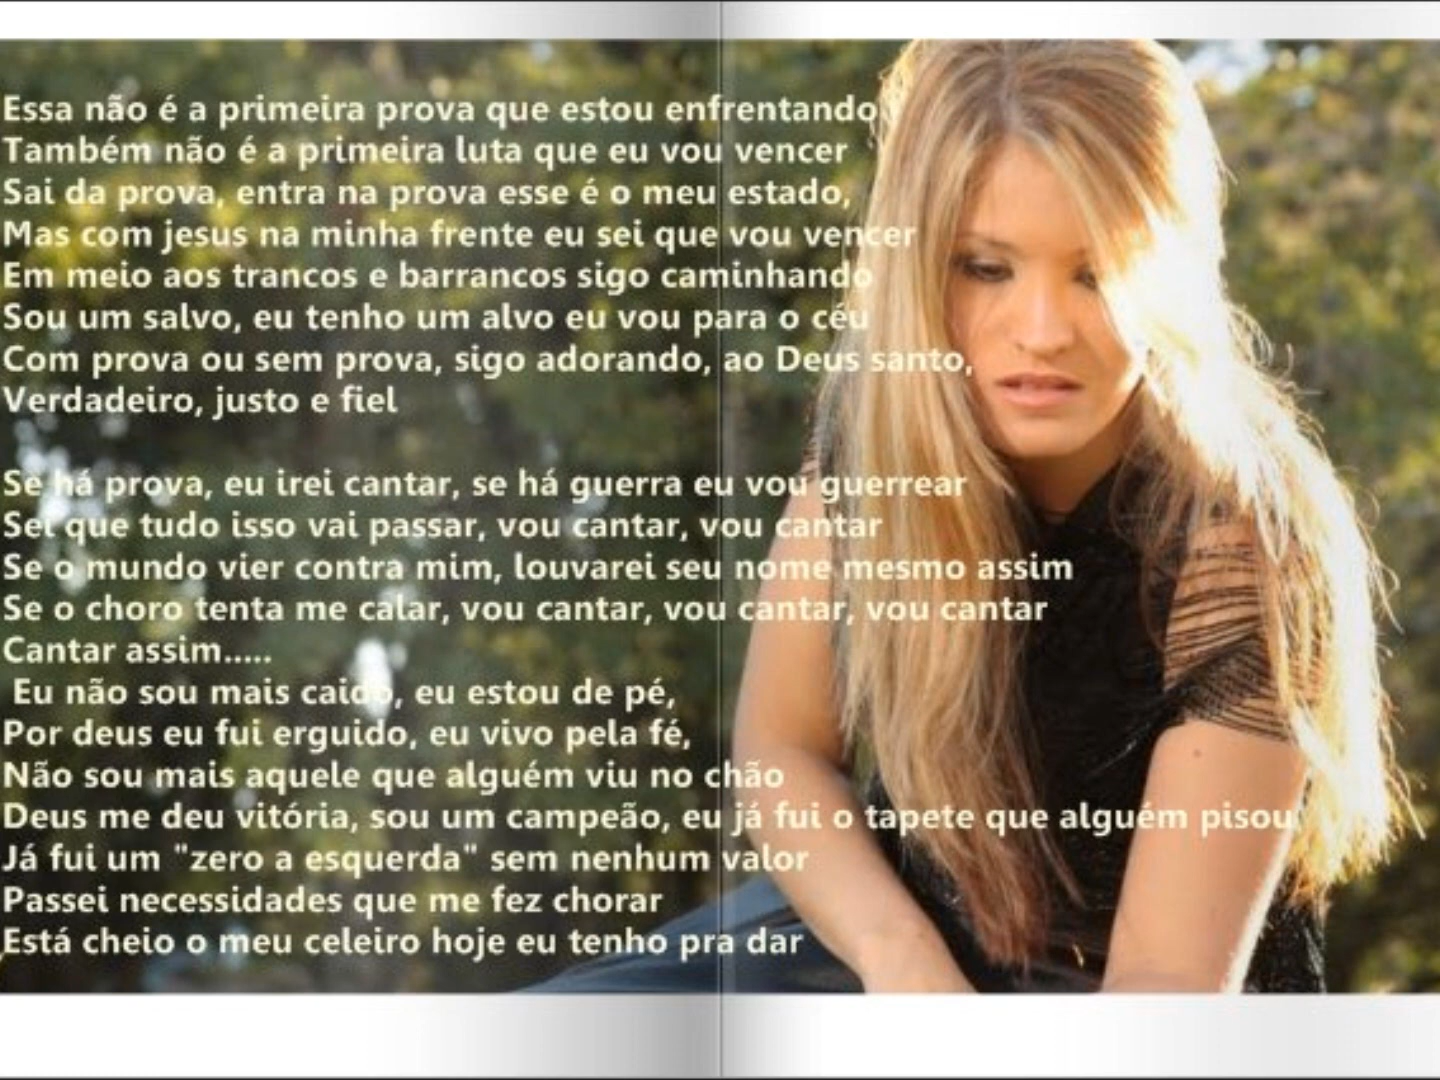 Essa não é a primeira prova que estou enfrentando
Também não é a primeira luta que eu vou vencer
Sai da prova, entra na prova esse é o meu estado,
Mas com jesus na minha frente eu sei que vou vencer
Em meio aos trancos e barrancos sigo caminhando
Sou um salvo, eu tenho um alvo eu vou para o céu
Com prova ou sem prova, sigo adorando, ao Deus santo,
Verdadeiro, justo e fiel
Se há prova, eu irei cantar, se há guerra eu vou guerrear
Sei que tudo isso vai passar, vou cantar, vou cantar
Se o mundo vier contra mim, louvarei seu nome mesmo assim
Se o choro tenta me calar, vou cantar, vou cantar, vou cantar
Cantar assim.....
Eu não sou mais caido, eu estou de pé,
Por deus eu fui erguido, eu vivo pela fé,
Não sou mais aquele que alguém viu no chão
Deus me deu vitória, sou um campeão, eu já fui o tapete que alguém pisou
Já fui um "zero a esquerda" sem nenhum valor
Passei necessidades que me fez chorar
Está cheio o meu celeiro hoje eu tenho pra dar